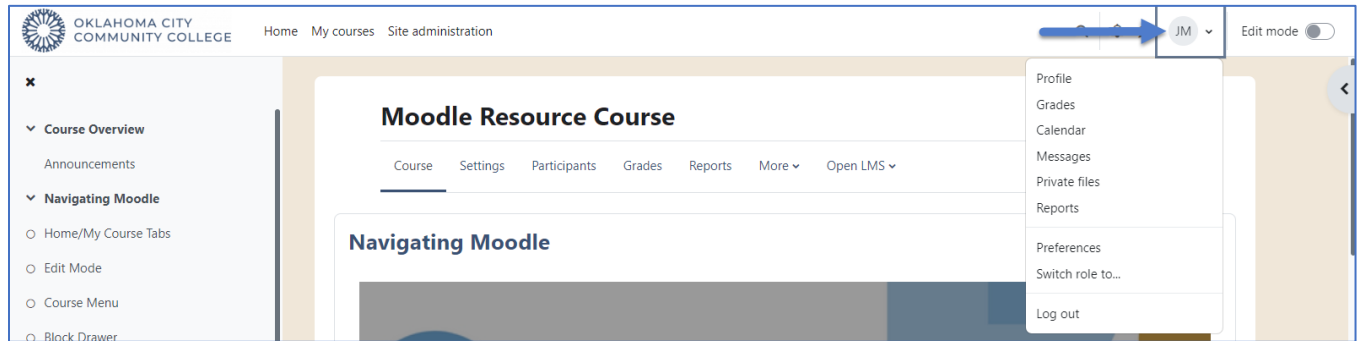 OKLAHOMA CITY
COMMUNITY COLLEGE
Home My courses Site administration
JM
Edit mode
Course Overview
Announcements
Navigating Moodle
Home/My Course Tabs
Edit Mode
Course Menu
Block Drawer
Moodle Resource Course
Course Settings Participants Grades Reports More Open LMS
Navigating Moodle
Profile
Grades
Calendar
Messages
Private files
Reports
Preferences
Switch role to...
Log out